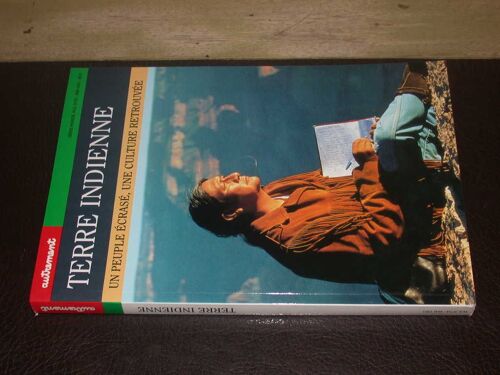 TERRE INDIENNE
UN PEUPLE ÉCRASÉ, UNE CULTURE RETROUVÉE
autrement
autrement
TERRE INDIENNE